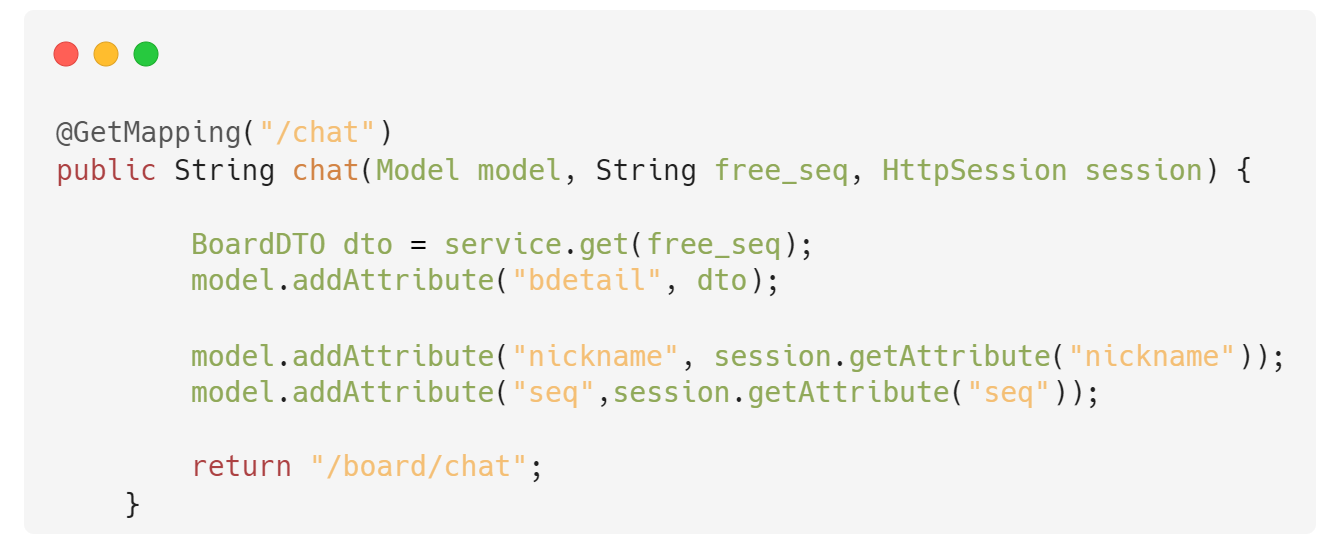 @GetMapping("/chat")
public String chat(Model model, String free_seq, HttpSession session) {
BoardDTO dto = service.get(free_seq);
model.addAttribute("bdetail", dto);
model.addAttribute("nickname", session.getAttribute("nickname"));
model.addAttribute("seq",session.getAttribute("seq"));
return "/board/chat";
}